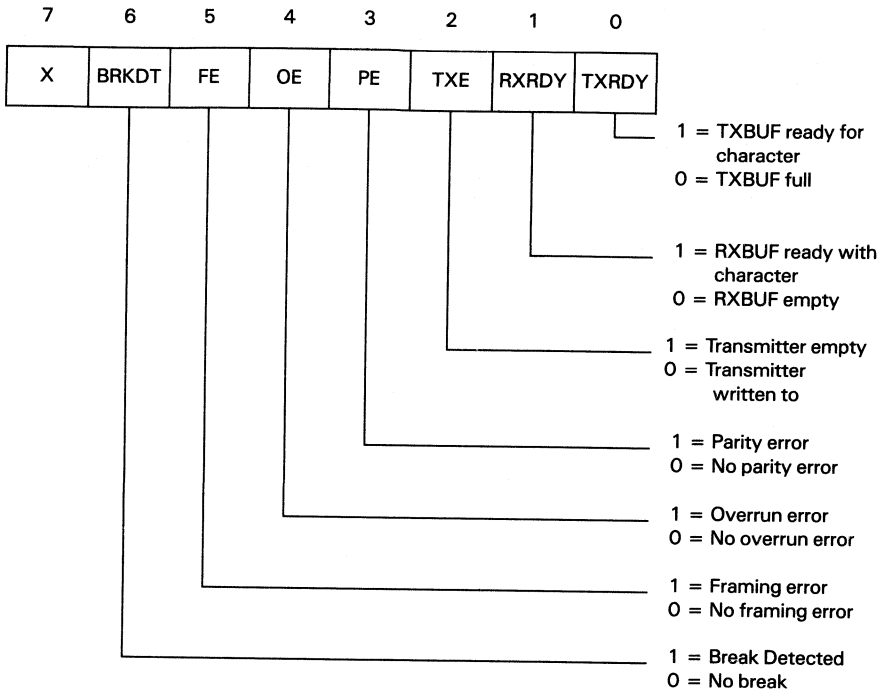 7 6 5 4 3 2 1 0
X BRKDT FE OE PE TXE RXRDY TXRDY
1 = TXBUF ready for
character
0 = TXBUF full
1 = RXBUF ready with
character
0 = RXBUF empty
1 = Transmitter empty
0 = Transmitter
written to
1 = Parity error
0 = No parity error
1 = Overrun error
0 = No overrun error
1 = Framing error
0 = No framing error
1 = Break Detected
0 = No break